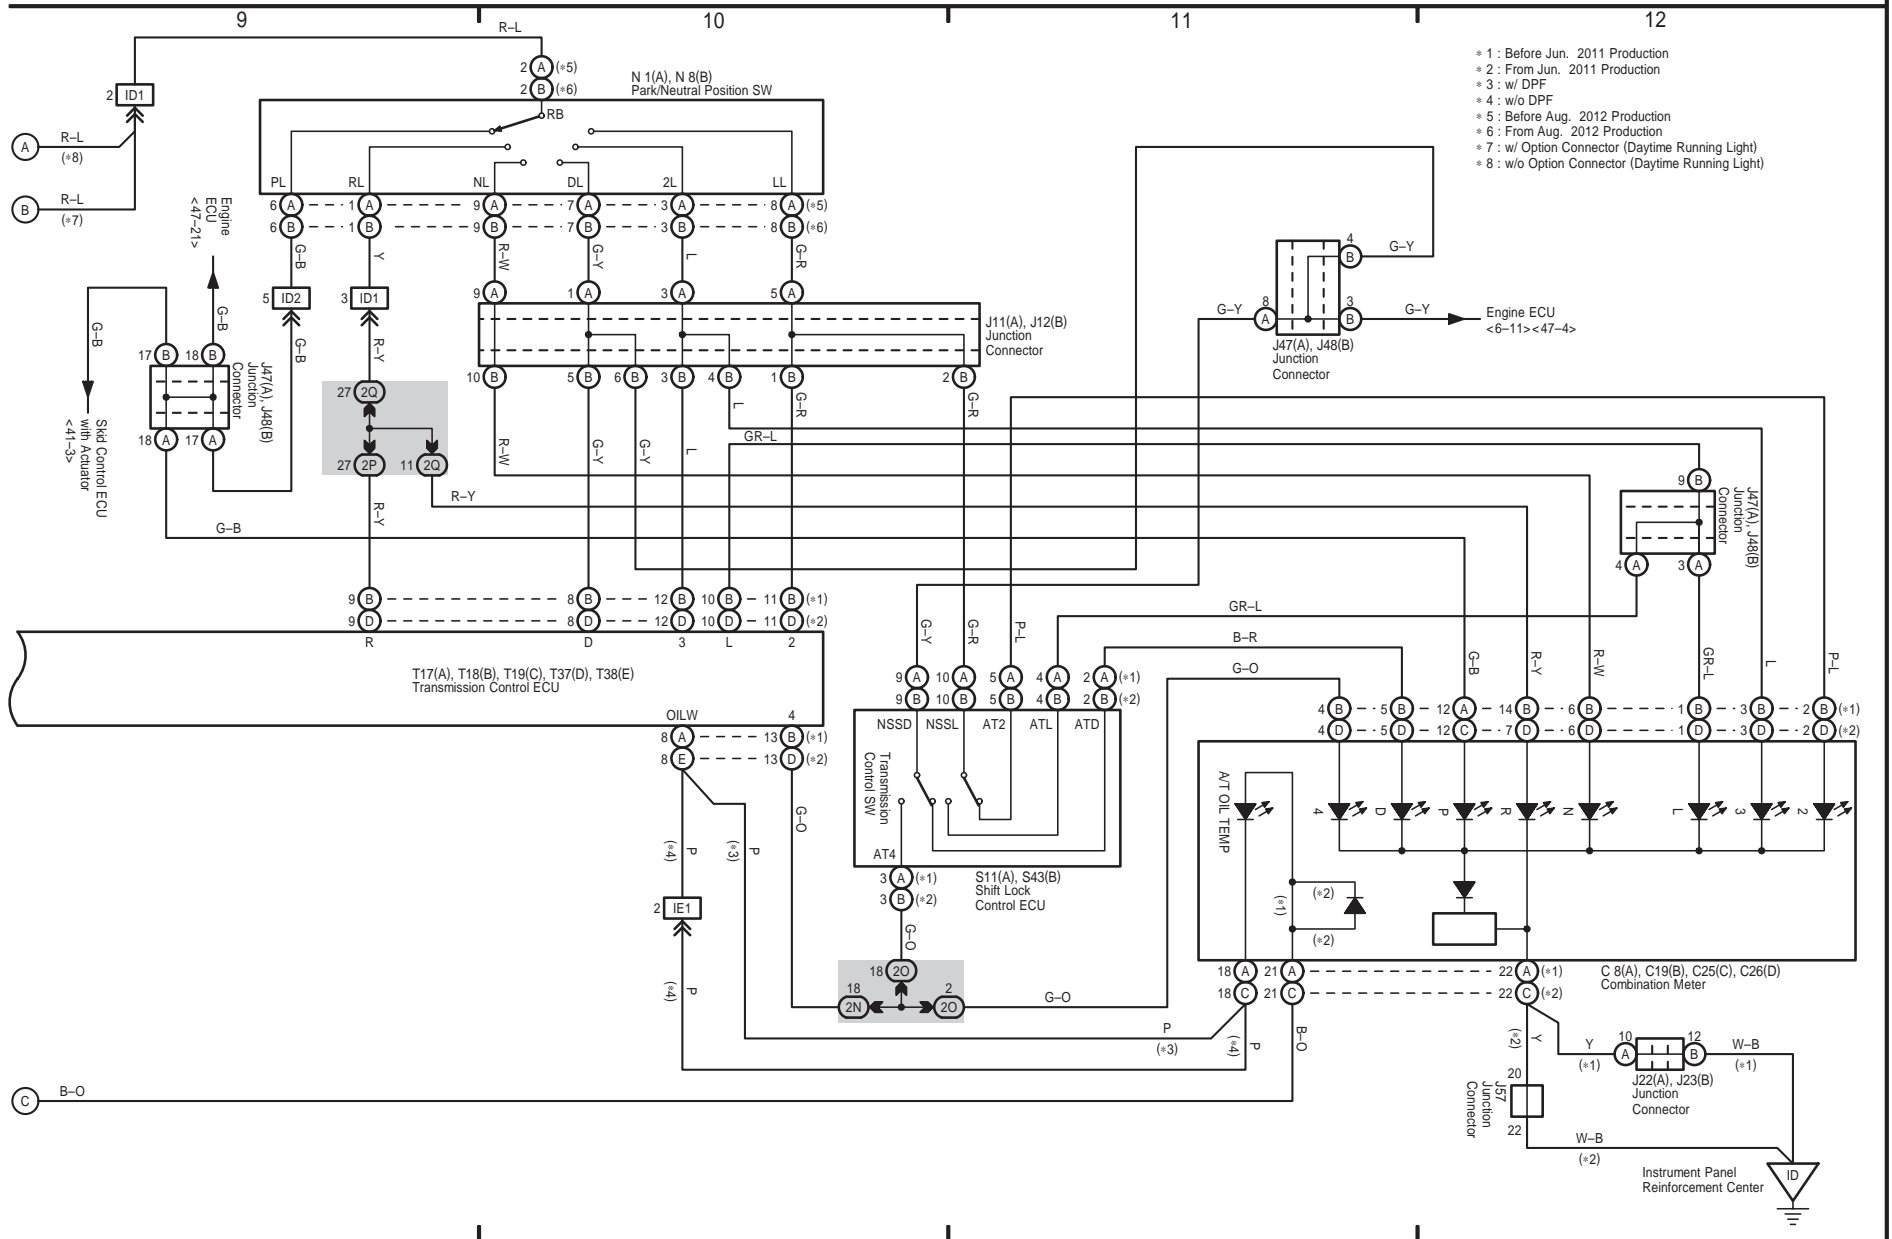 9 10 11 12
R–L
2 A (*5)
2 B (*6)
N 1(A), N 8(B)
Park/Neutral Position SW
* 1 : Before Jun. 2011 Production
* 2 : From Jun. 2011 Production
* 3 : w/ DPF
* 4 : w/o DPF
* 5 : Before Aug. 2012 Production
* 6 : From Aug. 2012 Production
* 7 : w/ Option Connector (Daytime Running Light)
* 8 : w/o Option Connector (Daytime Running Light)
2 ID1
RB
A R–L
(*8)
B R–L
(*7)
PL RL NL DL 2L LL
6 A 1 A 9 A 7 A 3 A 8 A (*5)
6 B 1 B 9 B 7 B 3 B 8 B (*6)
Engine
ECU
<47–21>
G–B Y R–W G–Y L G–R
4
B G–Y
5 ID2 3 ID1
9 A 1 A 3 A 5 A
G–Y 8 A
3 B G–Y Engine ECU
<6–11><47–4>
J47(A), J48(B)
Junction
Connector
J11(A), J12(B)
Junction
Connector
G–B G–B G–B R–Y
17 B 18 B
J47(A), J48(B)
Junction
Connector
18 A 17 A
Skid Control ECU
with Actuator
<41–3>
10 B 5 B 6 B 3 B 4 B 1 B 2 B
27 2Q
27 2P 11 2Q
L G–R G–R
GR–L
R–W G–Y G–Y L
R–Y
R–Y
G–B
9 B
J47(A), J48(B)
Junction
Connector
4 A 3 A
9 B 8 B 12 B 10 B 11 B (*1)
9 D 8 D 12 D 10 D 11 D (*2)
R D 3 L 2
T17(A), T18(B), T19(C), T37(D), T38(E)
Transmission Control ECU
OILW 4
8 A 13 B (*1)
8 E 13 D (*2)
GR–L
B–R
G–O
G–Y G–R P–L
9 A 10 A 5 A 4 A 2 A (*1)
9 B 10 B 5 B 4 B 2 B (*2)
NSSD NSSL AT2 ATL ATD
Transmission
Control SW
AT4
3 A (*1)
3 B (*2)
S11(A), S43(B)
Shift Lock
Control ECU
G–B R–Y R–W GR–L L P–L
4 B 5 B 12 A 14 B 6 B 1 B 3 B 2 B (*1)
4 D 5 D 12 C 7 D 6 D 1 D 3 D 2 D (*2)
A/T OIL TEMP
4 D P R N L 3 2
(*1) (*2)
(*2)
G–O
(*4) P (*3) P
2 IE1
(*4) P
G–O
18 2O
18 2N 2 2O
G–O
18 A 21 A 22 A (*1)
18 C 21 C 22 C (*2)
C 8(A), C19(B), C25(C), C26(D)
Combination Meter
P
(*3)
(*4) P B–O
(*2) Y
Y
(*1)
10 A 12 B
W–B
(*1)
J22(A), J23(B)
Junction
Connector
C B–O
20
J57
Junction
Connector
22
W–B
(*2)
Instrument Panel
Reinforcement Center
ID